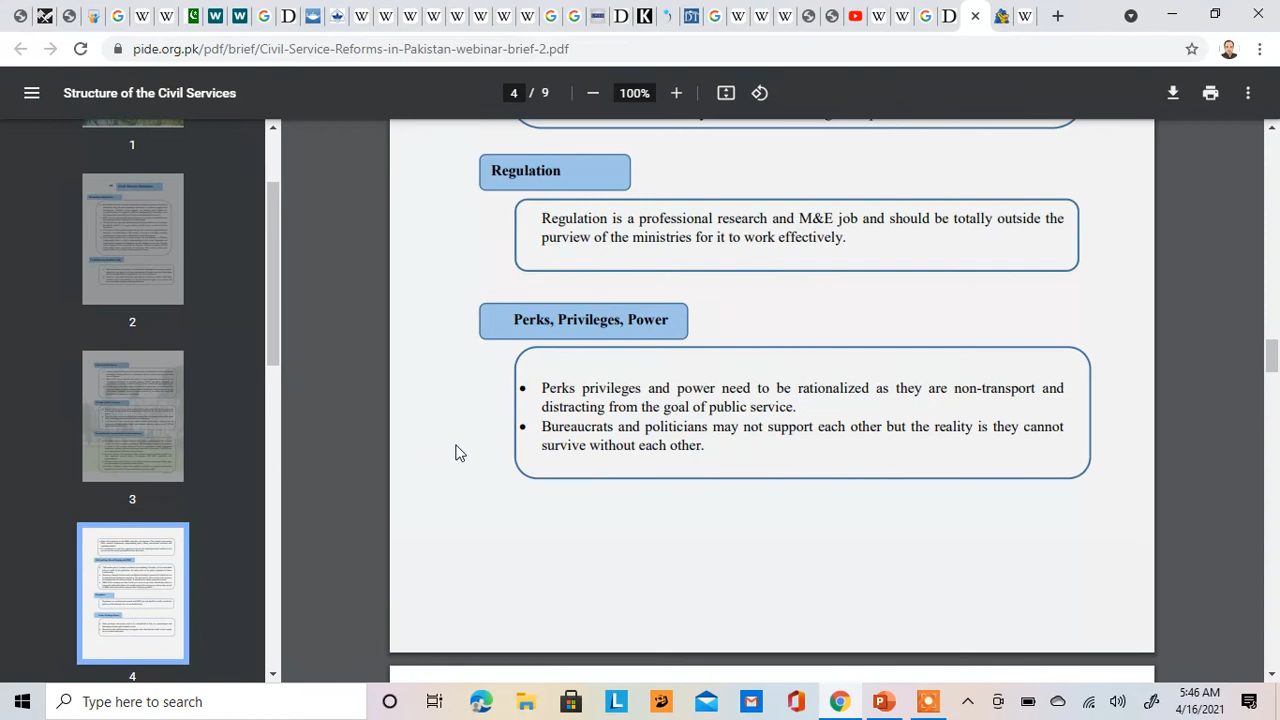 pide.org.pk/pdf/brief/Civil-Service-Reforms-in-Pakistan-webinar-brief-2.pdf
Structure of the Civil Services
4 / 9
100%
1
2
3
4
Regulation
Regulation is a professional research and M&E job and should be totally outside the
purview of the ministries for it to work effectively.
Perks, Privileges, Power
• Perks privileges and power need to be rationalized as they are non-transport and
distracting from the goal of public service.
• Bureaucrats and politicians may not support each other but the reality is they cannot
survive without each other.
Type here to search
5:46 AM
4/16/2021